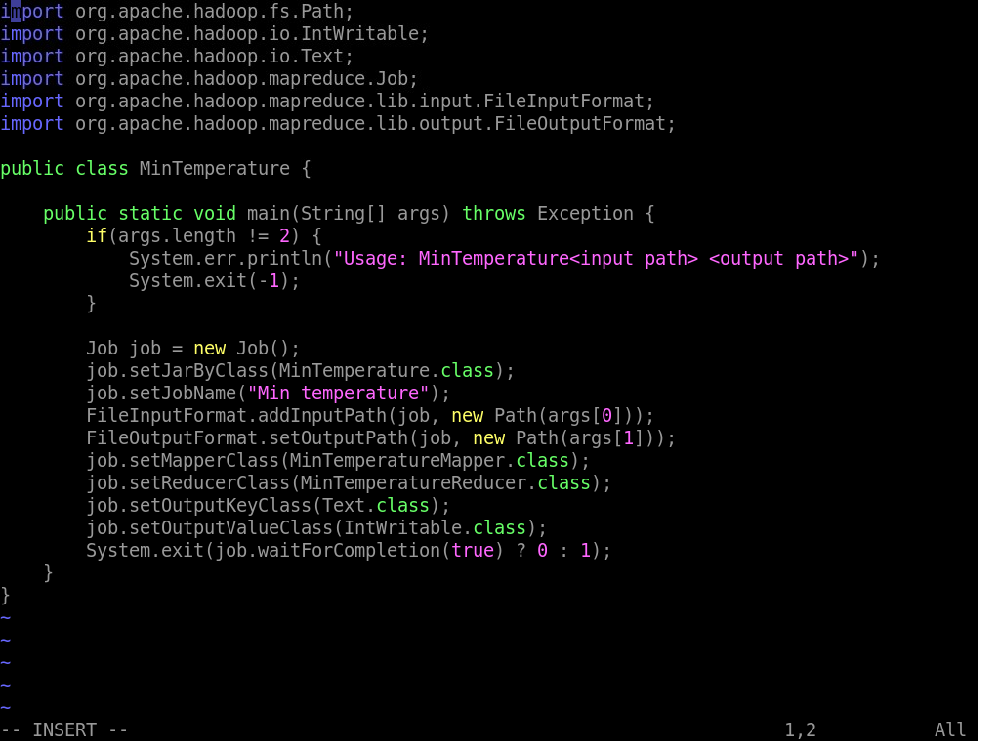 import org.apache.hadoop.fs.Path;
import org.apache.hadoop.io.IntWritable;
import org.apache.hadoop.io.Text;
import org.apache.hadoop.mapreduce.Job;
import org.apache.hadoop.mapreduce.lib.input.FileInputFormat;
import org.apache.hadoop.mapreduce.lib.output.FileOutputFormat;

public class MinTemperature {

    public static void main(String[] args) throws Exception {
        if(args.length != 2) {
            System.err.println("Usage: MinTemperature<input path> <output path>");
            System.exit(-1);
        }

        Job job = new Job();
        job.setJarByClass(MinTemperature.class);
        job.setJobName("Min temperature");
        FileInputFormat.addInputPath(job, new Path(args[0]));
        FileOutputFormat.setOutputPath(job, new Path(args[1]));
        job.setMapperClass(MinTemperatureMapper.class);
        job.setReducerClass(MinTemperatureReducer.class);
        job.setOutputKeyClass(Text.class);
        job.setOutputValueClass(IntWritable.class);
        System.exit(job.waitForCompletion(true) ? 0 : 1);
    }
}
~
~
~
~
~
-- INSERT -- 1,2 All